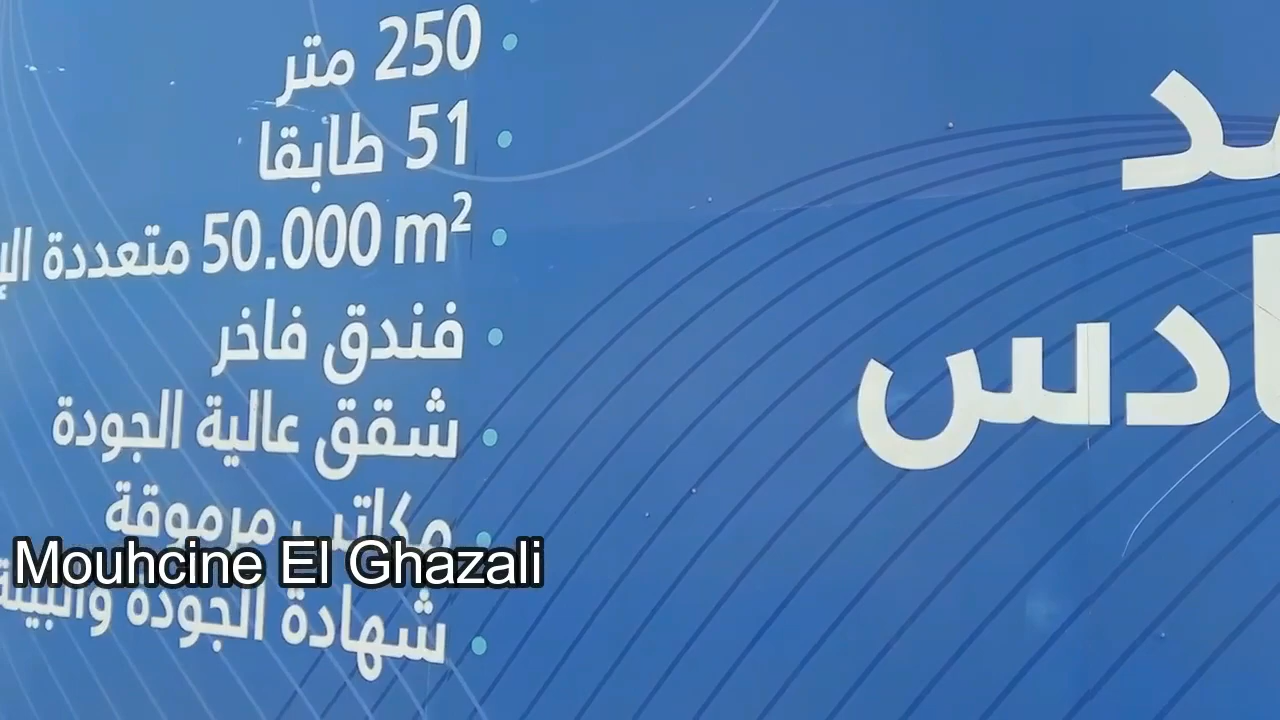 250 متر
51 طابقا
50.000 m² متعددة
فندق فاخر
شقق عالية الجودة
مكاتب مرموقة
شهادة الجودة والبيئة
Mouhcine El Ghazali